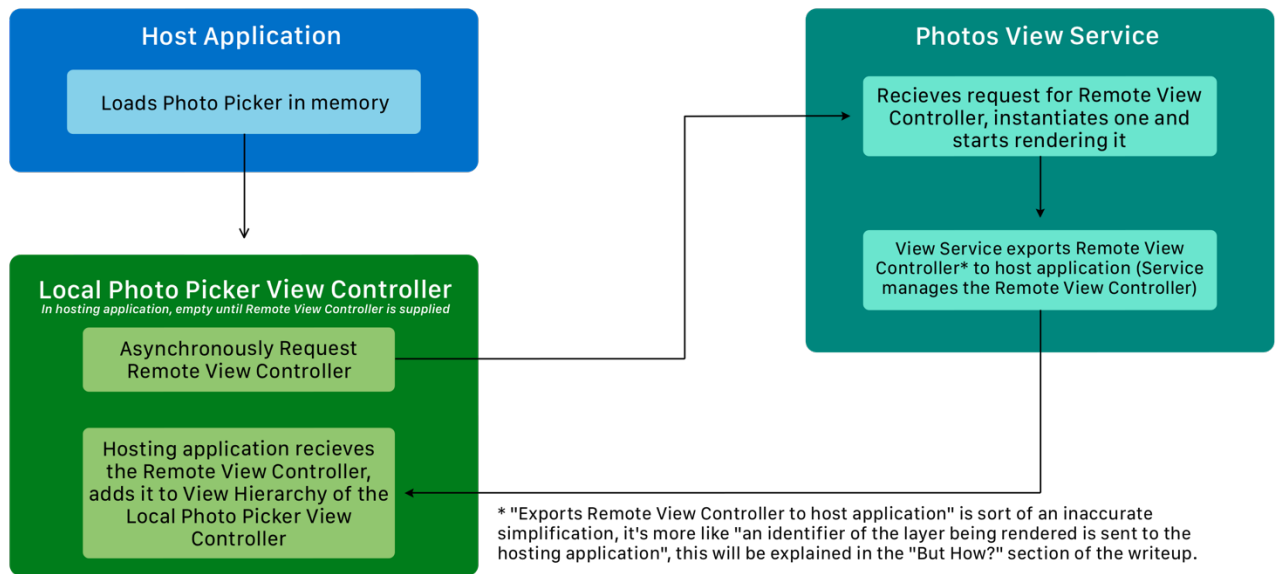 Host Application
Loads Photo Picker in memory
Local Photo Picker View Controller
In hosting application, empty until Remote View Controller is supplied
Asynchronously Request
Remote View Controller
Hosting application recieves
the Remote View Controller,
adds it to View Hierarchy of the
Local Photo Picker View
Controller
Photos View Service
Recieves request for Remote View
Controller, instantiates one and
starts rendering it
View Service exports Remote View
Controller* to host application (Service
manages the Remote View Controller)
* "Exports Remote View Controller to host application" is sort of an inaccurate
simplification, it's more like "an identifier of the layer being rendered is sent to the
hosting application", this will be explained in the "But How?" section of the writeup.